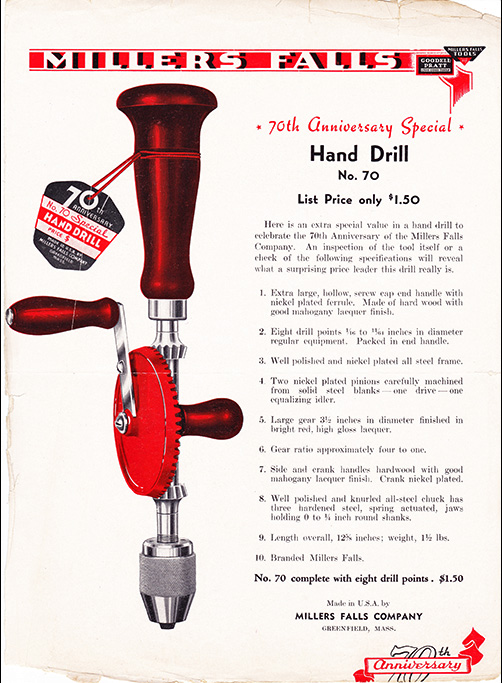 MILLERS FALLS
MILLERS FALLS
TOOLS
GOODELL
PRATT
* 70th Anniversary Special *
Hand Drill
No. 70
List Price only $1.50
70TH
ANNIVERSARY
No. 70 Special
HAND DRILL
PRICE $
MADE IN U.S.A. BY
MILLERS FALLS COMPANY
GREENFIELD
MASS.
Here is an extra special value in a hand drill to
celebrate the 70th Anniversary of the Millers Falls
Company. An inspection of the tool itself or a
check of the following specifications will reveal
what a surprising price leader this drill really is.
1. Extra large, hollow, screw cap end handle with
nickel plated ferrule. Made of hard wood with
good mahogany lacquer finish.
2. Eight drill points 1/16 to 11/64 inches in diameter
regular equipment. Packed in end handle.
3. Well polished and nickel plated all steel frame.
4. Two nickel plated pinions carefully machined
from solid steel blanks — one drive — one
equalizing idler.
5. Large gear 3½ inches in diameter finished in
bright red, high gloss lacquer.
6. Gear ratio approximately four to one.
7. Side and crank handles hardwood with good
mahogany lacquer finish. Crank nickel plated.
8. Well polished and knurled all-steel chuck has
three hardened steel, spring actuated, jaws
holding 0 to ¼ inch round shanks.
9. Length overall, 12⅝ inches; weight, 1½ lbs.
10. Branded Millers Falls.
No. 70 complete with eight drill points . $1.50
Made in U.S.A. by
MILLERS FALLS COMPANY
GREENFIELD, MASS.
70th
Anniversary